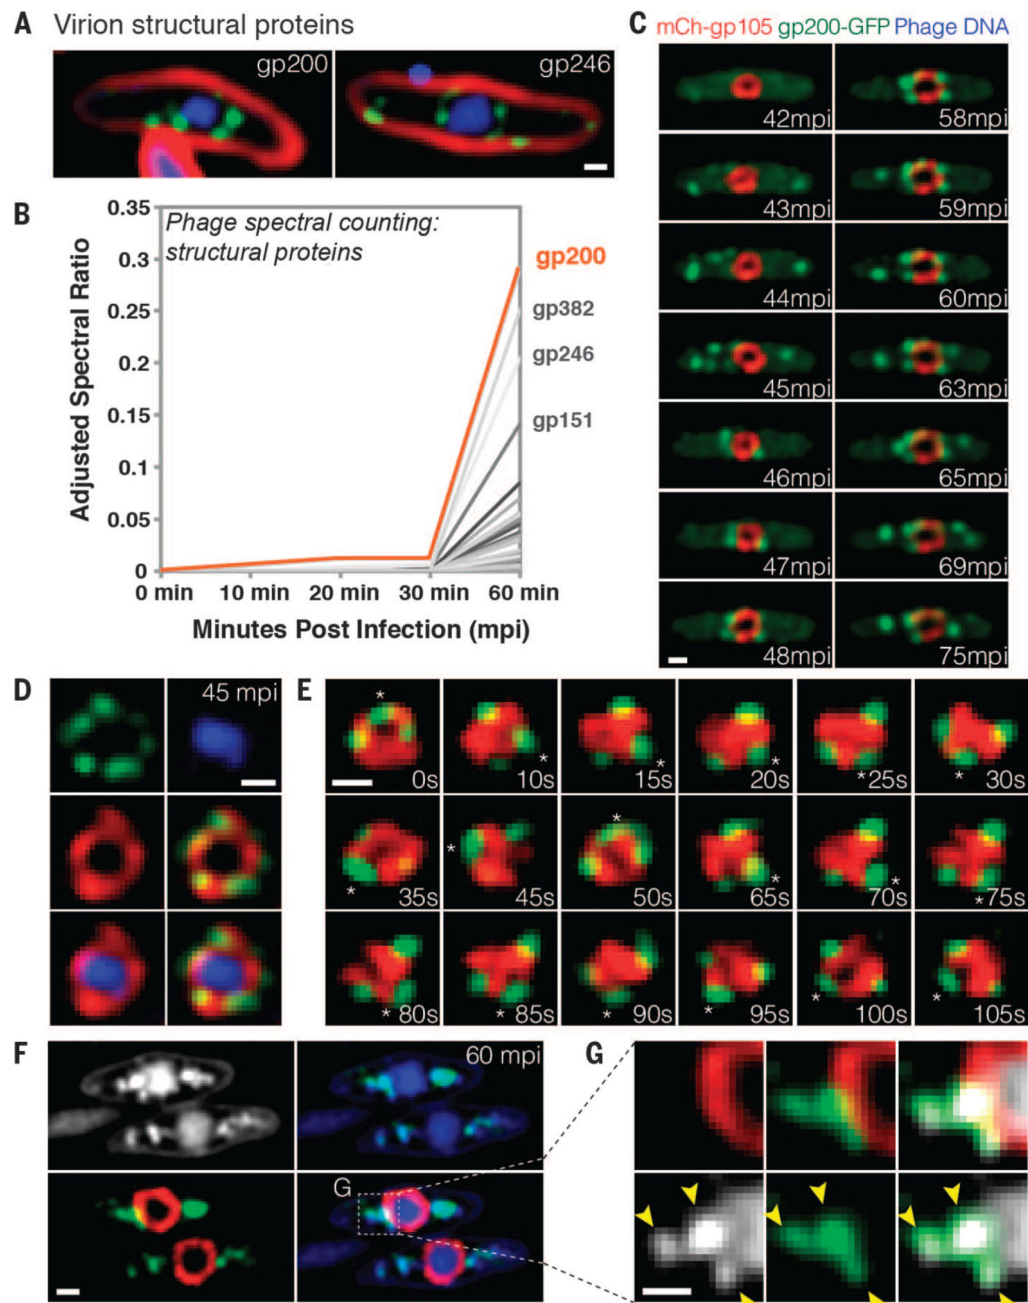 A Virion structural proteins
gp200
gp246
B
0.35
0.3
0.25
0.2
0.15
0.1
0.05
0
Adjusted Spectral Ratio
Phage spectral counting:
structural proteins
gp200
gp382
gp246
gp151
0 min 10 min 20 min 30 min 60 min
Minutes Post Infection (mpi)
C mCh-gp105 gp200-GFP Phage DNA
42mpi 58mpi
43mpi 59mpi
44mpi 60mpi
45mpi 63mpi
46mpi 65mpi
47mpi 69mpi
48mpi 75mpi
D
45 mpi
E
* * * * * *
0s 10s 15s 20s 25s 30s
* * * * * *
35s 45s 50s 65s 70s 75s
* * * * * *
80s 85s 90s 95s 100s 105s
F
60 mpi
G
G